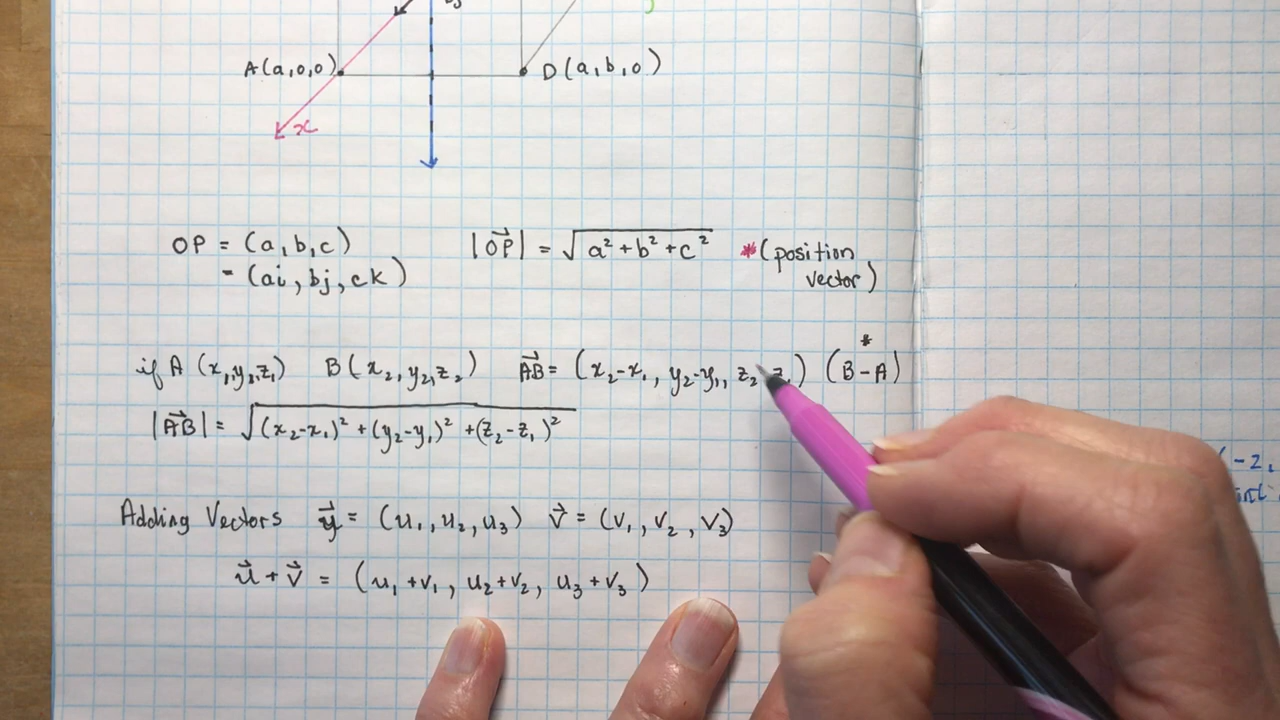 A(a,0,0) D(a,b,0)
x
OP = (a,b,c) |OP⃗| = √(a² + b² + c²) *(position
= (ai, bj, ck) vector)
*
if A (x₁,y₁,z₁) B(x₂,y₂,z₂) AB⃗ = (x₂-x₁, y₂-y₁, z₂-z₁) (B-A)
|AB⃗| = √((x₂-x₁)² + (y₂-y₁)² + (z₂-z₁)²)
(-2,
Adding Vectors u⃗ = (u₁, u₂, u₃) v⃗ = (v₁, v₂, v₃)
u⃗ + v⃗ = (u₁+v₁, u₂+v₂, u₃+v₃)